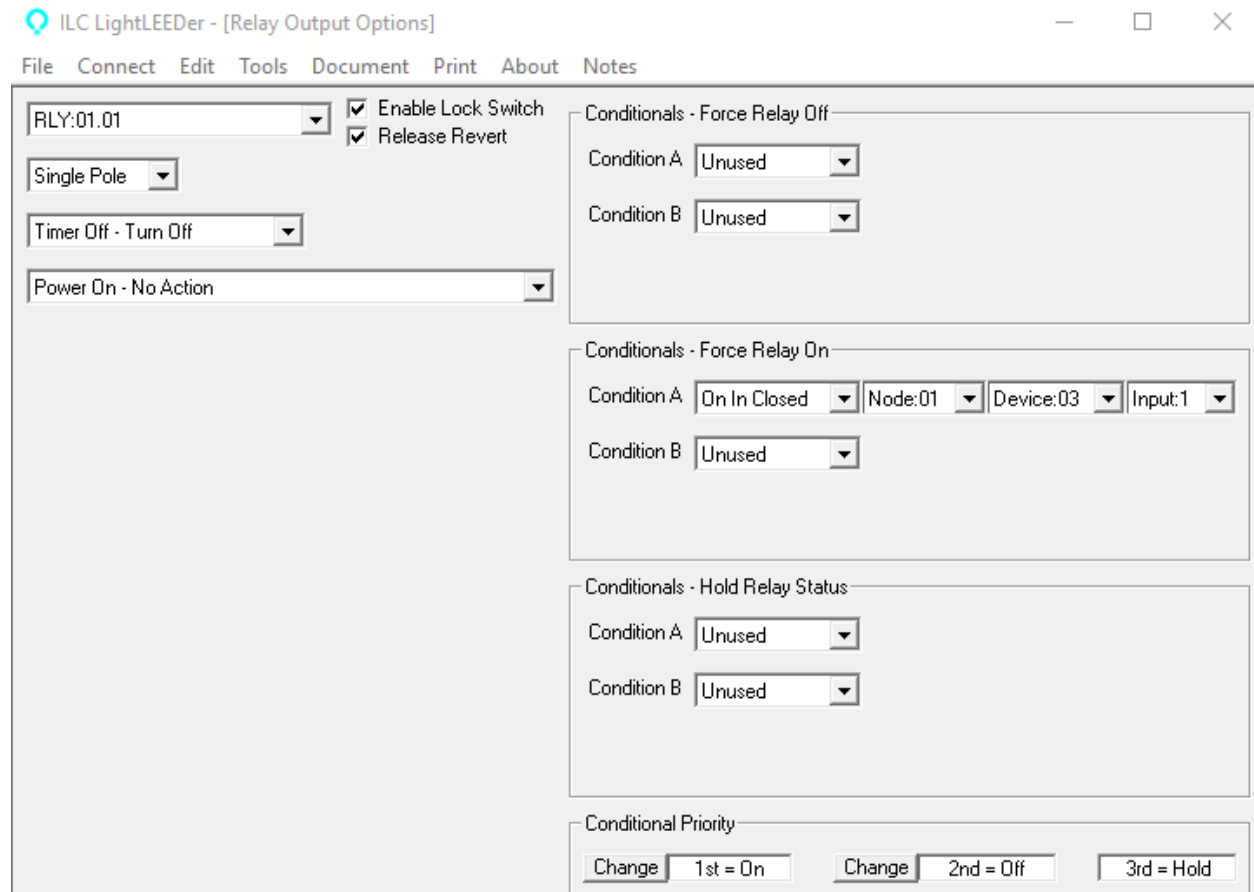 ILC LightLEEDer - [Relay Output Options]
File Connect Edit Tools Document Print About Notes
RLY:01.01
Enable Lock Switch
Release Revert
Single Pole
Timer Off - Turn Off
Power On - No Action
Conditionals - Force Relay Off
Condition A Unused
Condition B Unused
Conditionals - Force Relay On
Condition A On In Closed Node:01 Device:03 Input:1
Condition B Unused
Conditionals - Hold Relay Status
Condition A Unused
Condition B Unused
Conditional Priority
Change 1st = On Change 2nd = Off 3rd = Hold